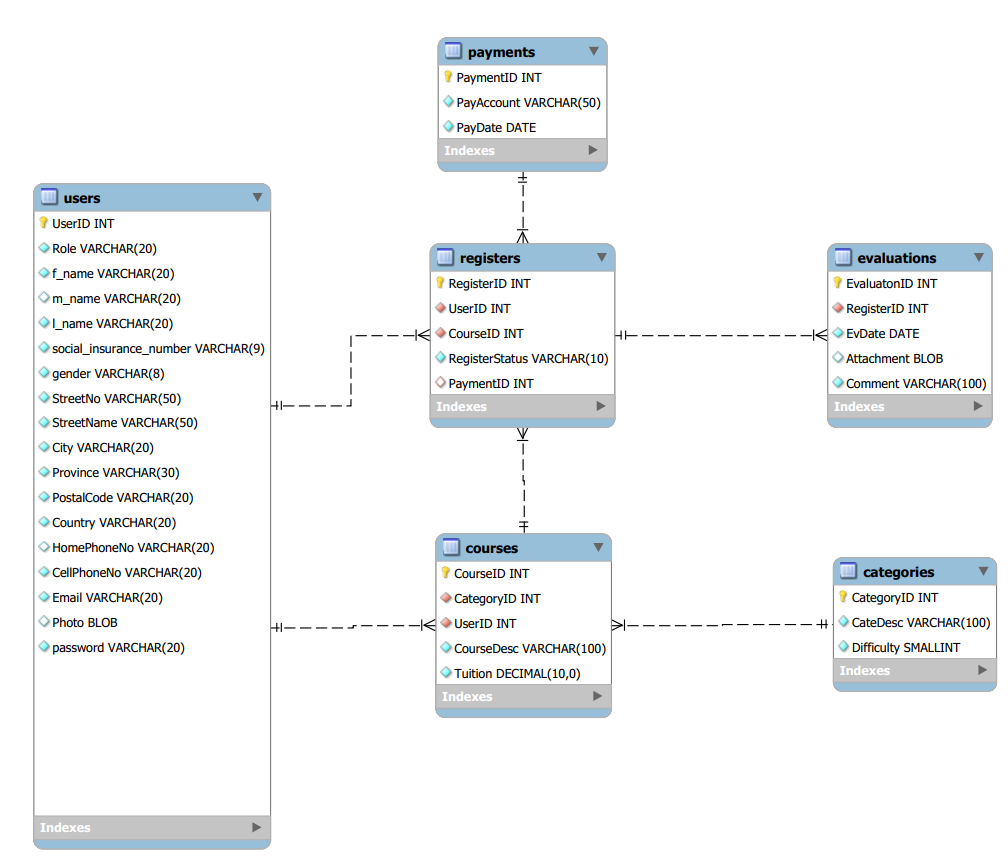 payments
PaymentID INT
PayAccount VARCHAR(50)
PayDate DATE
Indexes
users
UserID INT
Role VARCHAR(20)
f_name VARCHAR(20)
m_name VARCHAR(20)
l_name VARCHAR(20)
social_insurance_number VARCHAR(9)
gender VARCHAR(8)
StreetNo VARCHAR(50)
StreetName VARCHAR(50)
City VARCHAR(20)
Province VARCHAR(30)
PostalCode VARCHAR(20)
Country VARCHAR(20)
HomePhoneNo VARCHAR(20)
CellPhoneNo VARCHAR(20)
Email VARCHAR(20)
Photo BLOB
password VARCHAR(20)
Indexes
registers
RegisterID INT
UserID INT
CourseID INT
RegisterStatus VARCHAR(10)
PaymentID INT
Indexes
evaluations
EvaluatonID INT
RegisterID INT
EvDate DATE
Attachment BLOB
Comment VARCHAR(100)
Indexes
courses
CourseID INT
CategoryID INT
UserID INT
CourseDesc VARCHAR(100)
Tuition DECIMAL(10,0)
Indexes
categories
CategoryID INT
CateDesc VARCHAR(100)
Difficulty SMALLINT
Indexes